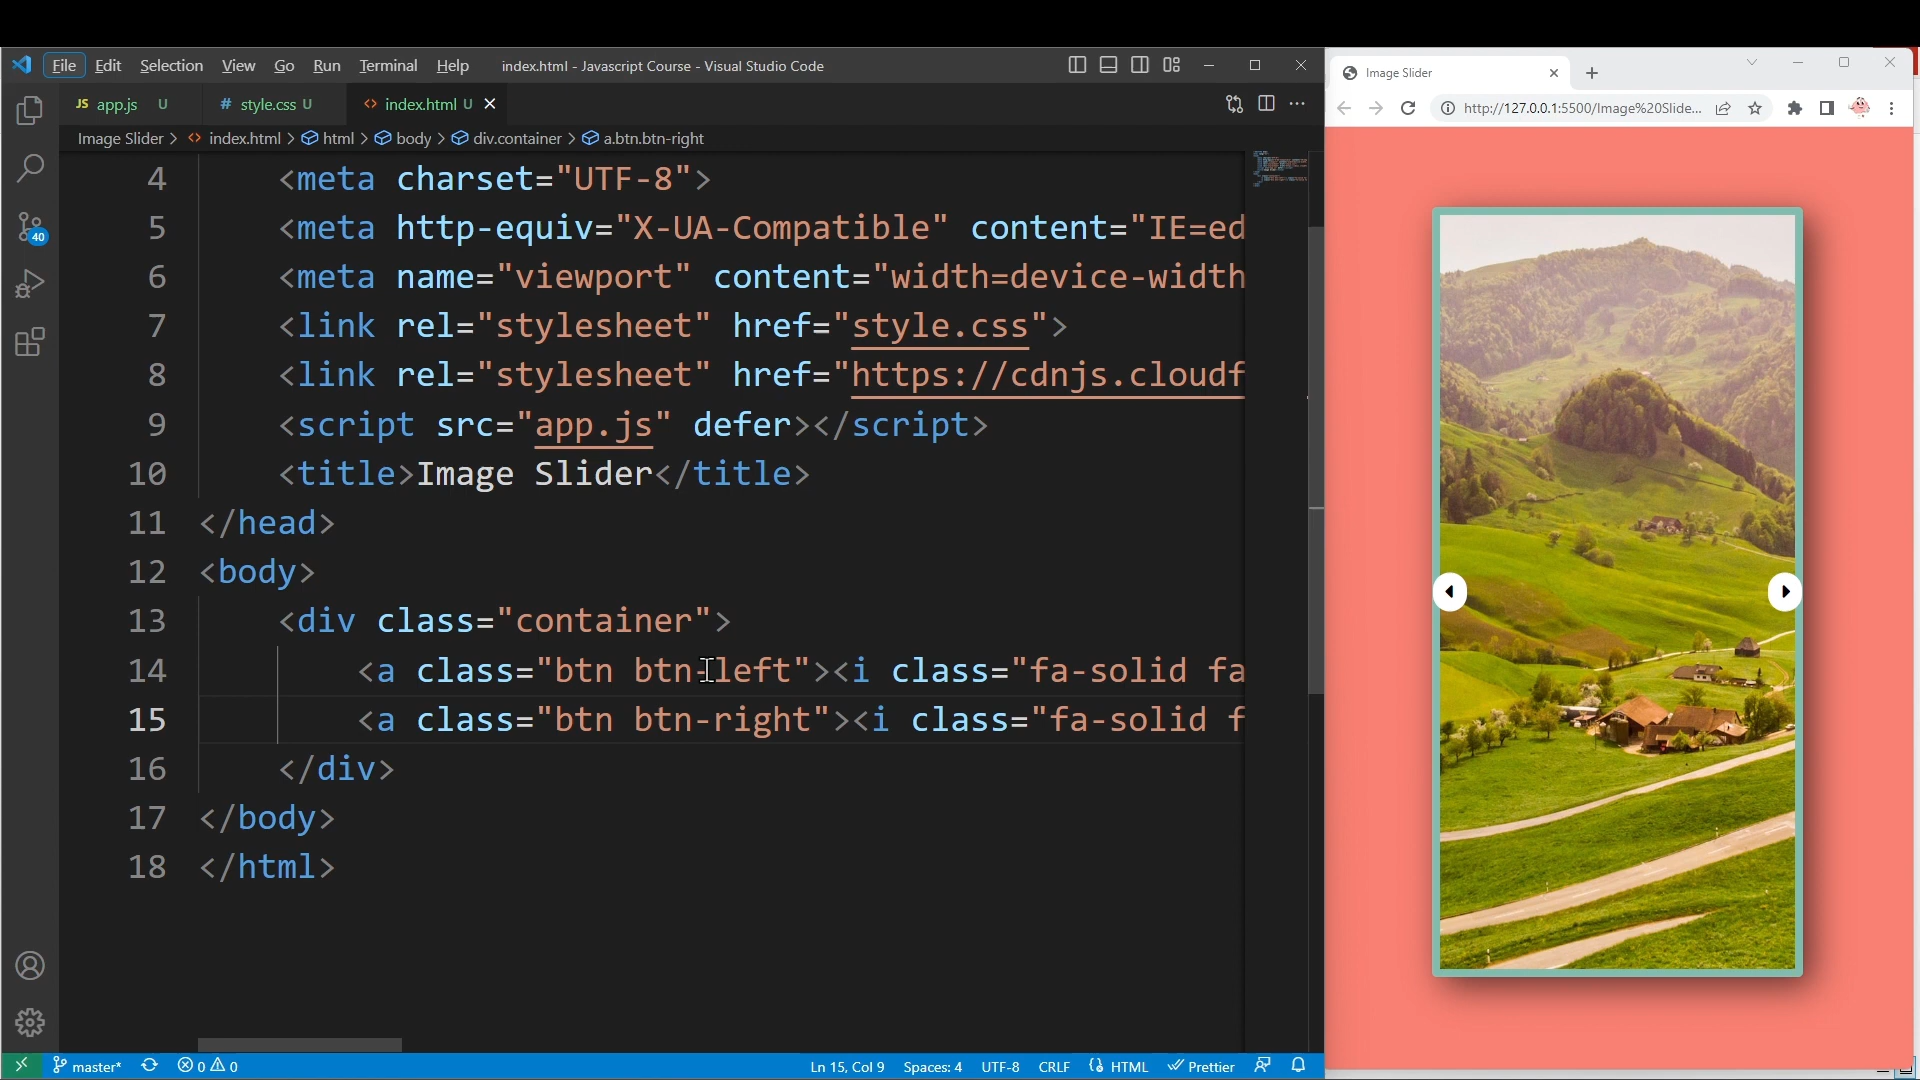 File Edit Selection View Go Run Terminal Help index.html - Javascript Course - Visual Studio Code
JS app.js U # style.css U <> index.html U
Image Slider > <> index.html > html > body > div.container > a.btn.btn-right
4 <meta charset="UTF-8">
5 <meta http-equiv="X-UA-Compatible" content="IE=ed
6 <meta name="viewport" content="width=device-width
7 <link rel="stylesheet" href="style.css">
8 <link rel="stylesheet" href="https://cdnjs.cloudf
9 <script src="app.js" defer></script>
10 <title>Image Slider</title>
11 </head>
12 <body>
13 <div class="container">
14 <a class="btn btn-left"><i class="fa-solid fa
15 <a class="btn btn-right"><i class="fa-solid f
16 </div>
17 </body>
18 </html>
40
master* 0 0 Ln 15, Col 9 Spaces: 4 UTF-8 CRLF HTML Prettier
Image Slider
http://127.0.0.1:5500/Image%20Slide...